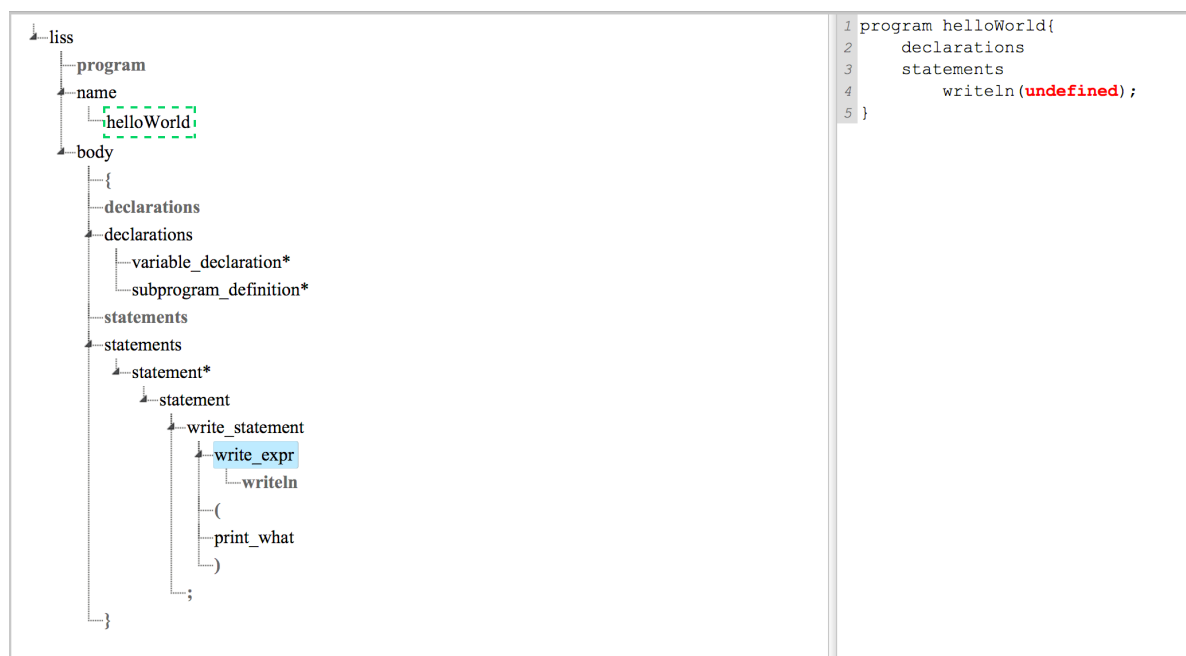 liss
program
name
helloWorld
body
{
declarations
declarations
variable_declaration*
subprogram_definition*
statements
statements
statement*
statement
write_statement
write_expr
writeln
(
print_what
)
;
}
1 program helloWorld{
2 declarations
3 statements
4 writeln(undefined);
5 }